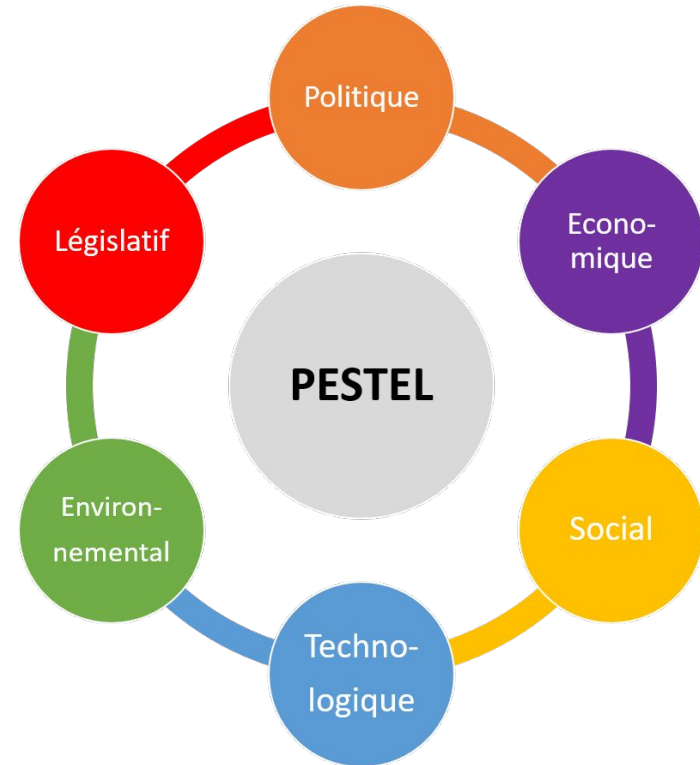 Politique
Econo-
mique
Social
Techno-
logique
Environ-
nemental
Législatif
PESTEL